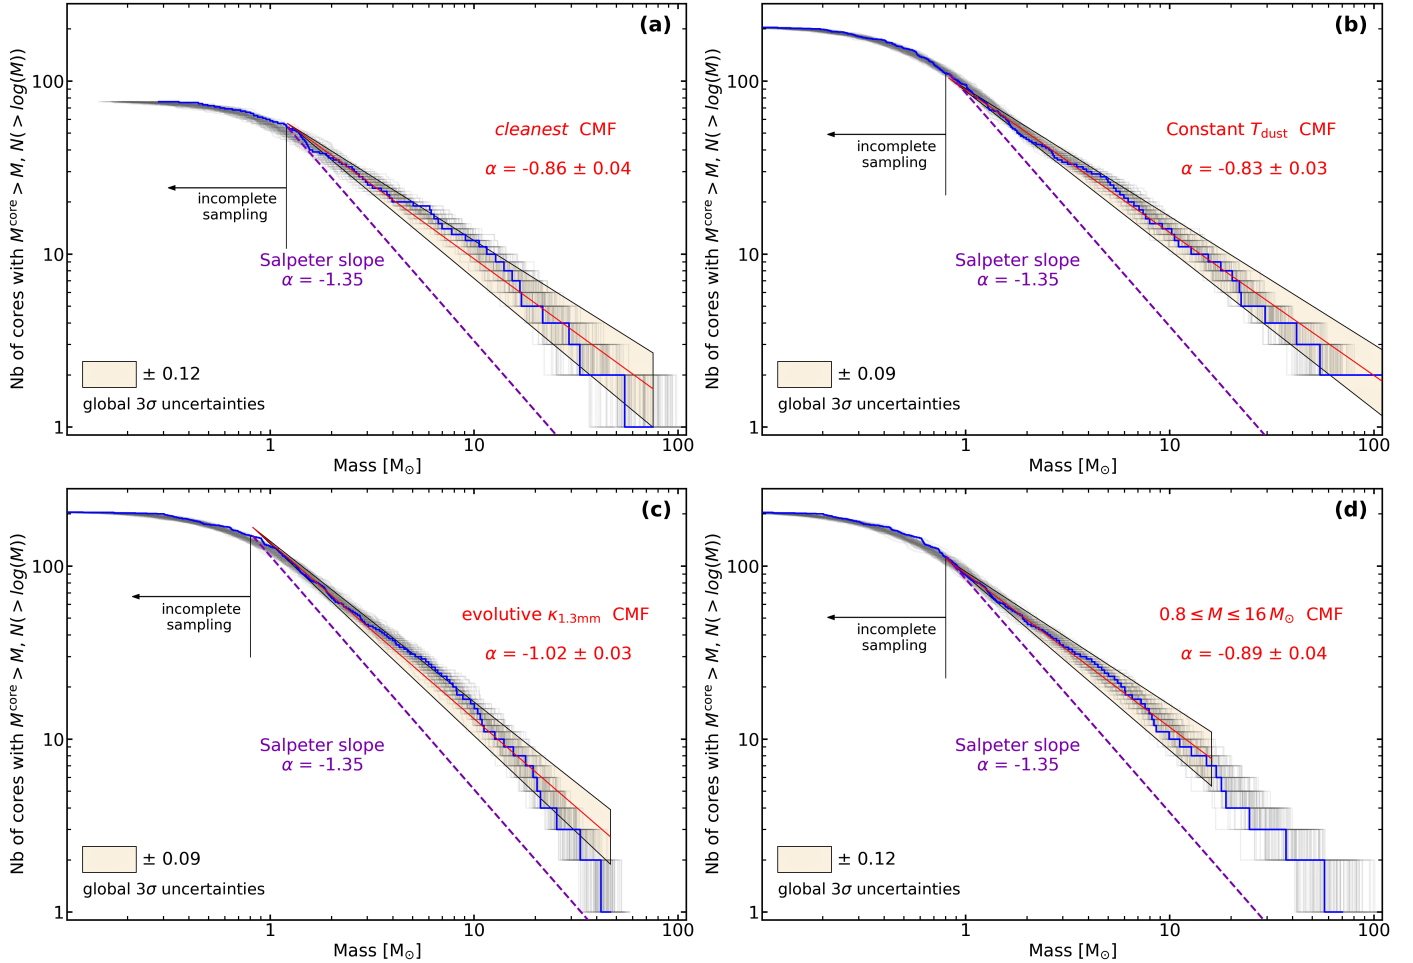 (a)
Nb of cores with M^core > M, N( > log(M))
100
10
1
cleanest CMF
α = -0.86 ± 0.04
incomplete
sampling
Salpeter slope
α = -1.35
± 0.12
global 3σ uncertainties
1
10
100
Mass [M⊙]
(b)
Nb of cores with M^core > M, N( > log(M))
100
10
1
Constant T_dust CMF
α = -0.83 ± 0.03
incomplete
sampling
Salpeter slope
α = -1.35
± 0.09
global 3σ uncertainties
1
10
100
Mass [M⊙]
(c)
Nb of cores with M^core > M, N( > log(M))
100
10
1
evolutive κ_1.3mm CMF
α = -1.02 ± 0.03
incomplete
sampling
Salpeter slope
α = -1.35
± 0.09
global 3σ uncertainties
1
10
100
Mass [M⊙]
(d)
Nb of cores with M^core > M, N( > log(M))
100
10
1
0.8 ≤ M ≤ 16 M⊙ CMF
α = -0.89 ± 0.04
incomplete
sampling
Salpeter slope
α = -1.35
± 0.12
global 3σ uncertainties
1
10
100
Mass [M⊙]